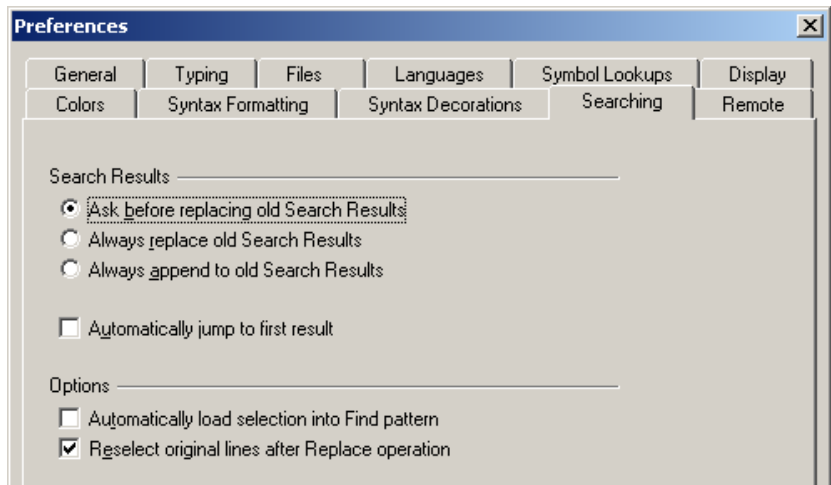 Preferences
General Typing Files Languages Symbol Lookups Display
Colors Syntax Formatting Syntax Decorations Searching Remote
Search Results
Ask before replacing old Search Results
Always replace old Search Results
Always append to old Search Results
Automatically jump to first result
Options
Automatically load selection into Find pattern
Reselect original lines after Replace operation